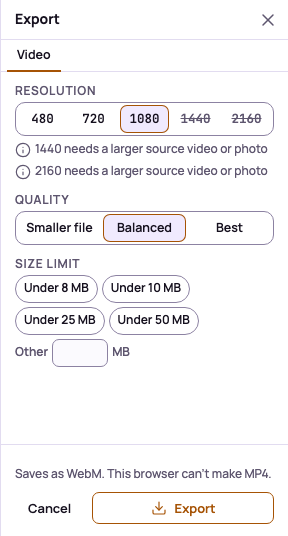 Export
Video
RESOLUTION
480 720 1080 1440 2160
1440 needs a larger source video or photo
2160 needs a larger source video or photo
QUALITY
Smaller file Balanced Best
SIZE LIMIT
Under 8 MB Under 10 MB
Under 25 MB Under 50 MB
Other MB
Saves as WebM. This browser can't make MP4.
Cancel Export